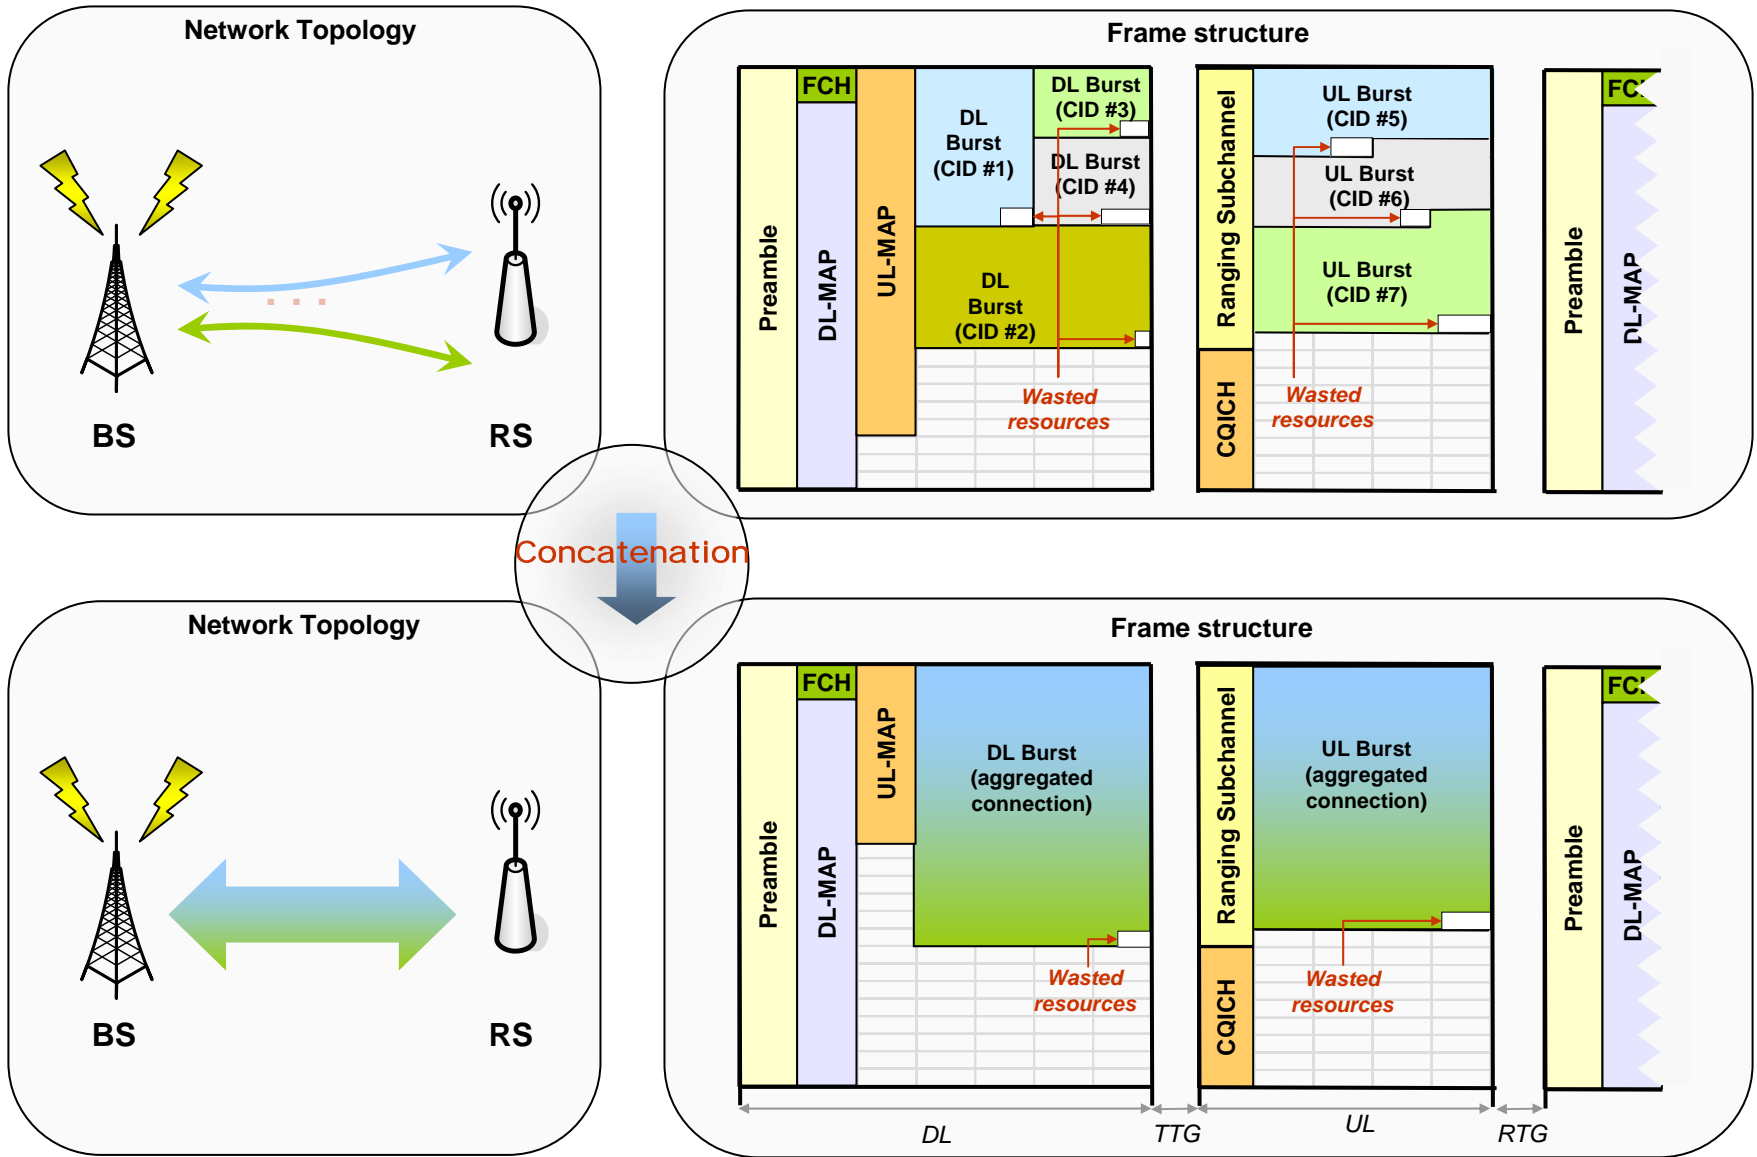 Network Topology
BS
RS
Frame structure
Preamble
FCH
DL-MAP
UL-MAP
DL
Burst
(CID #1)
DL Burst
(CID #3)
DL Burst
(CID #4)
DL
Burst
(CID #2)
Wasted
resources
Ranging Subchannel
CQICH
UL Burst
(CID #5)
UL Burst
(CID #6)
UL Burst
(CID #7)
Wasted
resources
Preamble
DL-MAP
Concatenation
Network Topology
BS
RS
Frame structure
Preamble
FCH
DL-MAP
UL-MAP
DL Burst
(aggregated
connection)
Wasted
resources
Ranging Subchannel
CQICH
UL Burst
(aggregated
connection)
Wasted
resources
Preamble
DL-MAP
DL
TTG
UL
RTG